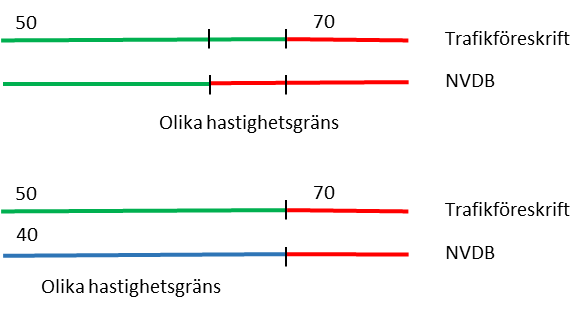 50 70
Trafikföreskrift
NVDB
Olika hastighetsgräns
50 70
Trafikföreskrift
40
NVDB
Olika hastighetsgräns